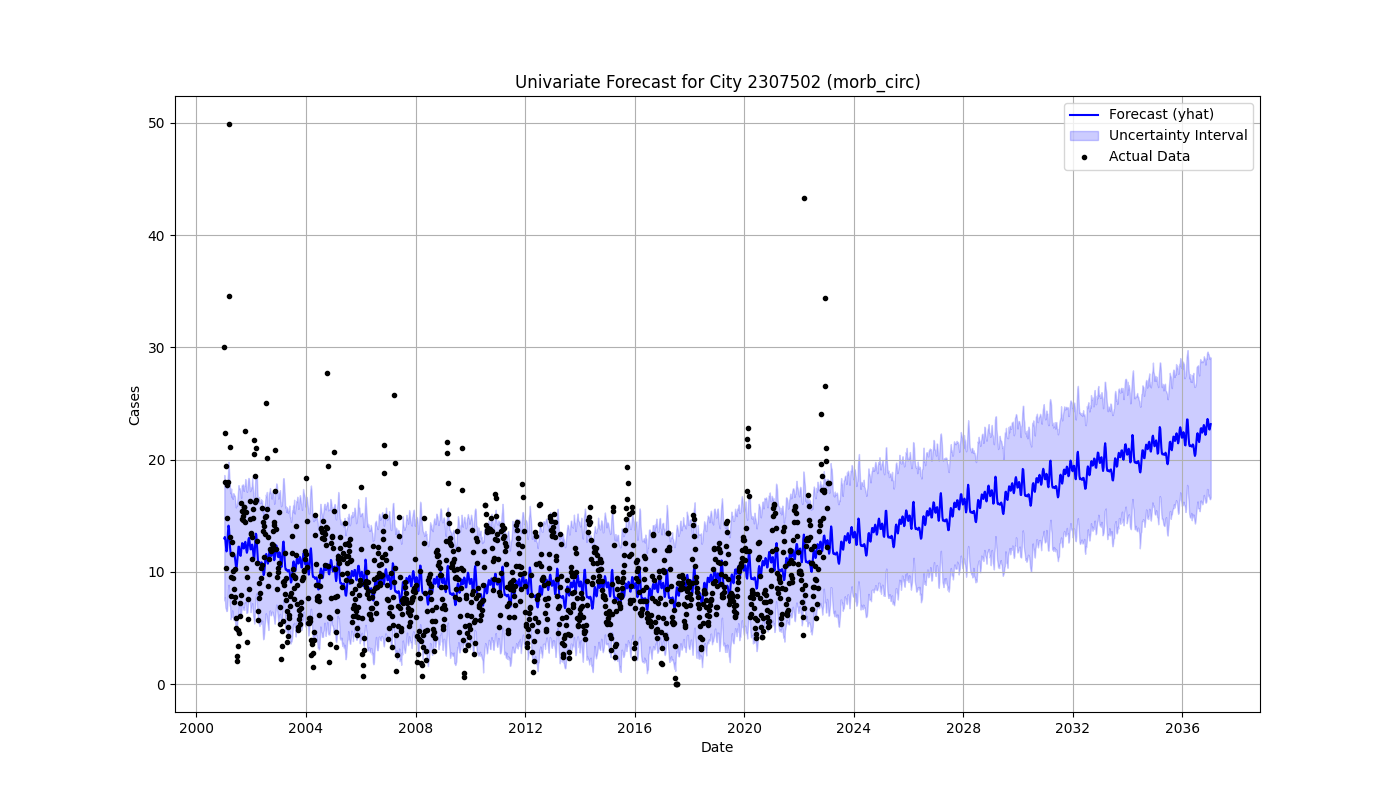 Univariate Forecast for City 2307502 (morb_circ)
Forecast (yhat)
Uncertainty Interval
Actual Data
50
40
30
20
10
0
Cases
2000 2004 2008 2012 2016 2020 2024 2028 2032 2036
Date